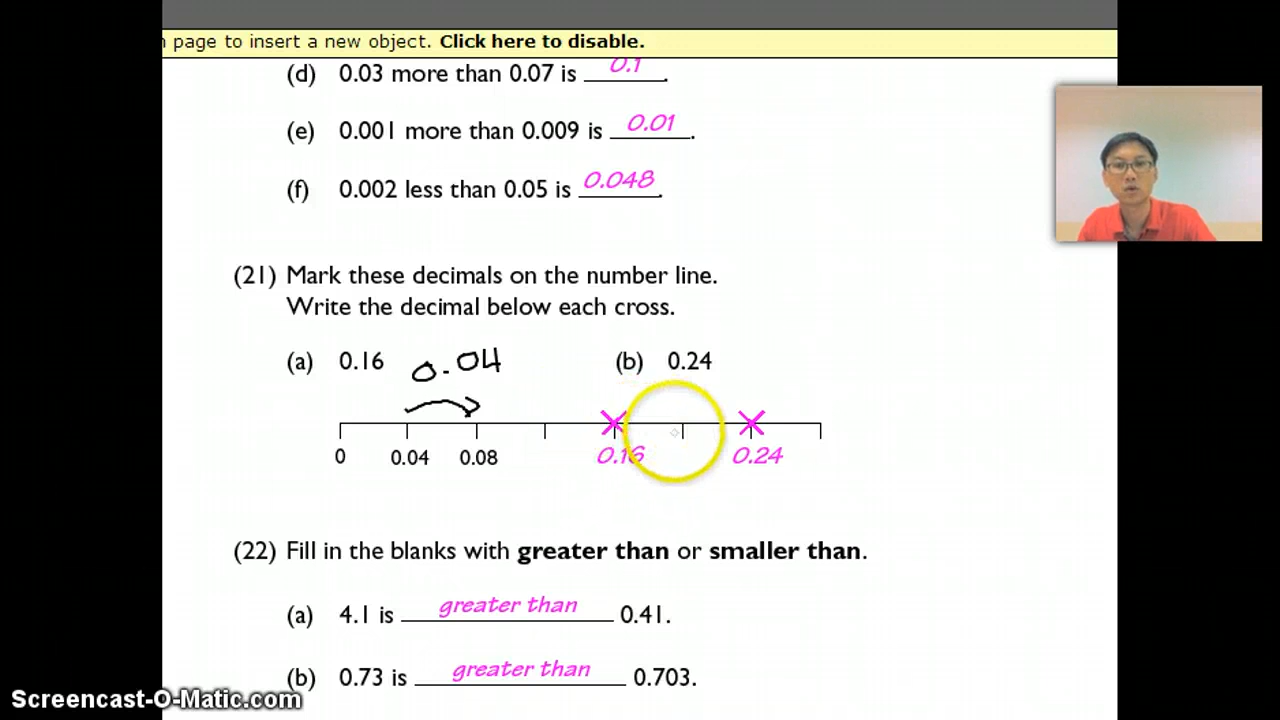 n page to insert a new object. Click here to disable.
(d) 0.03 more than 0.07 is 0.1.
(e) 0.001 more than 0.009 is 0.01.
(f) 0.002 less than 0.05 is 0.048.
(21) Mark these decimals on the number line.
Write the decimal below each cross.
(a) 0.16 0.04 (b) 0.24
0 0.04 0.08 0.16 0.24
(22) Fill in the blanks with greater than or smaller than.
(a) 4.1 is greater than 0.41.
(b) 0.73 is greater than 0.703.
Screencast-O-Matic.com